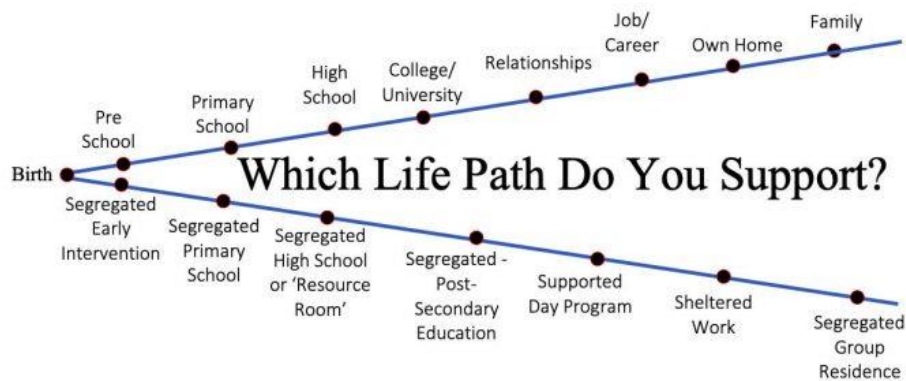 Family
Job/
Career
Own Home
Relationships
High
School
College/
University
Primary
School
Pre
School
Birth
Which Life Path Do You Support?
Segregated
Early
Intervention
Segregated
Primary
School
Segregated
High School
or ‘Resource
Room’
Segregated -
Post-
Secondary
Education
Supported
Day Program
Sheltered
Work
Segregated
Group
Residence